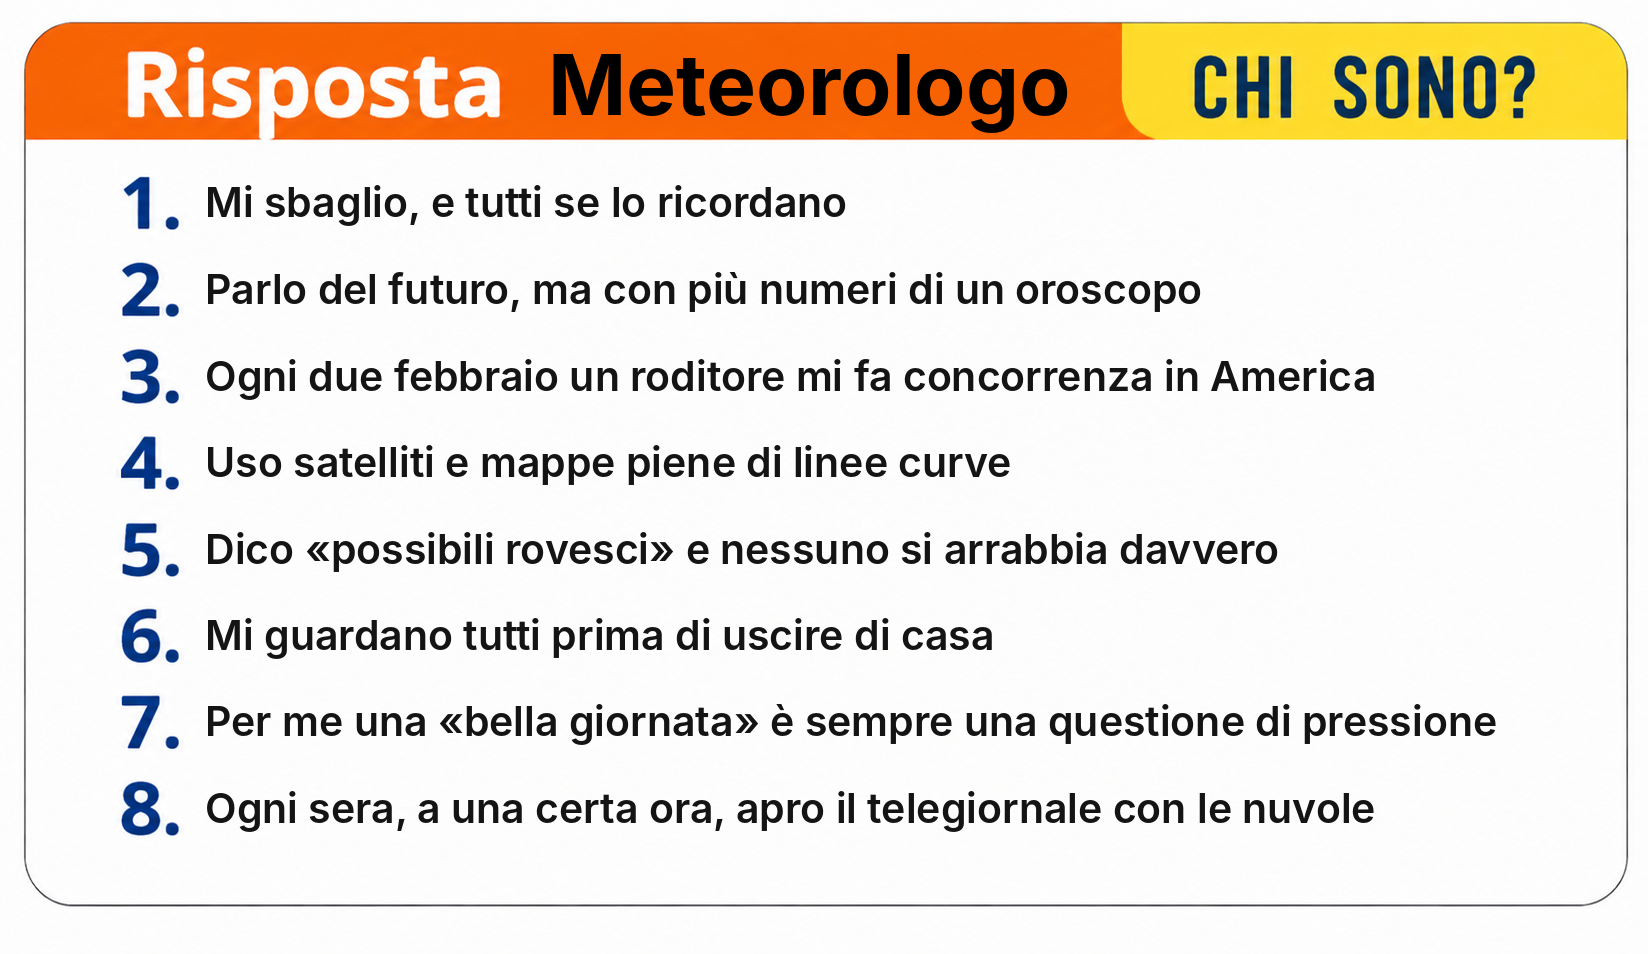 Risposta Meteorologo CHI SONO?
1. Mi sbaglio, e tutti se lo ricordano
2. Parlo del futuro, ma con più numeri di un oroscopo
3. Ogni due febbraio un roditore mi fa concorrenza in America
4. Uso satelliti e mappe piene di linee curve
5. Dico «possibili rovesci» e nessuno si arrabbia davvero
6. Mi guardano tutti prima di uscire di casa
7. Per me una «bella giornata» è sempre una questione di pressione
8. Ogni sera, a una certa ora, apro il telegiornale con le nuvole